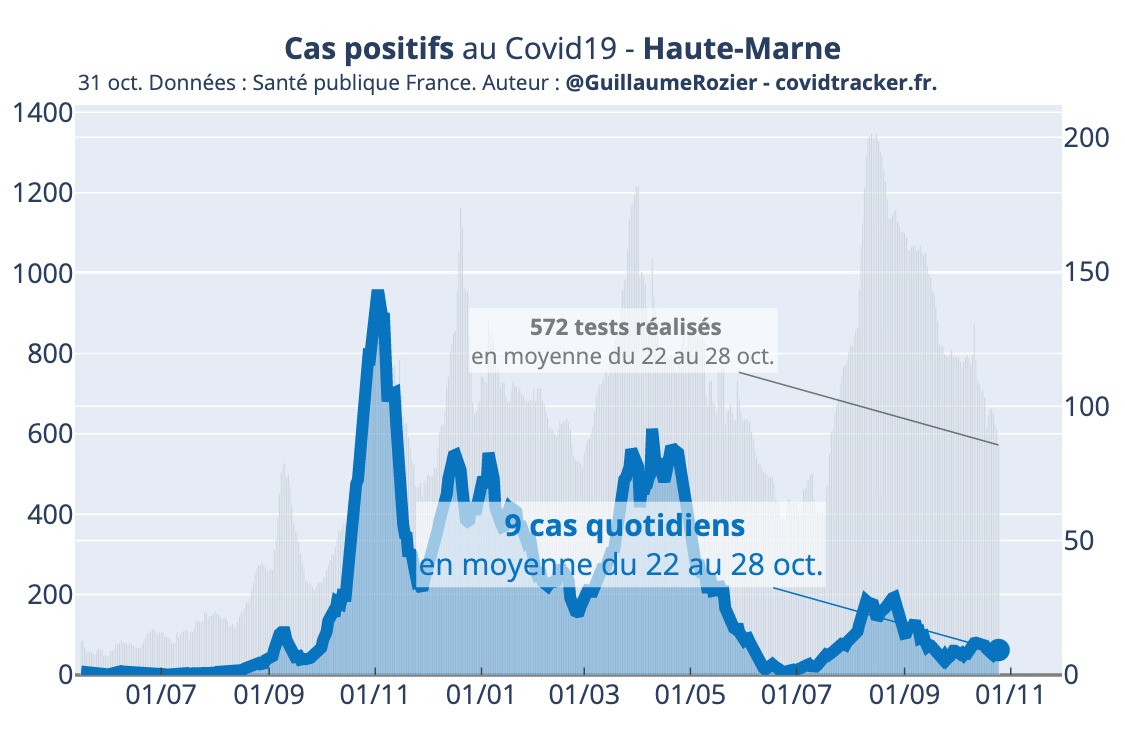 Cas positifs au Covid19 - Haute-Marne
31 oct. Données : Santé publique France. Auteur : @GuillaumeRozier - covidtracker.fr.
1400
200
1200
1000
150
572 tests réalisés
en moyenne du 22 au 28 oct.
800
100
600
400
9 cas quotidiens
50
en moyenne du 22 au 28 oct.
200
0
0
01/07 01/09 01/11 01/01 01/03 01/05 01/07 01/09 01/11